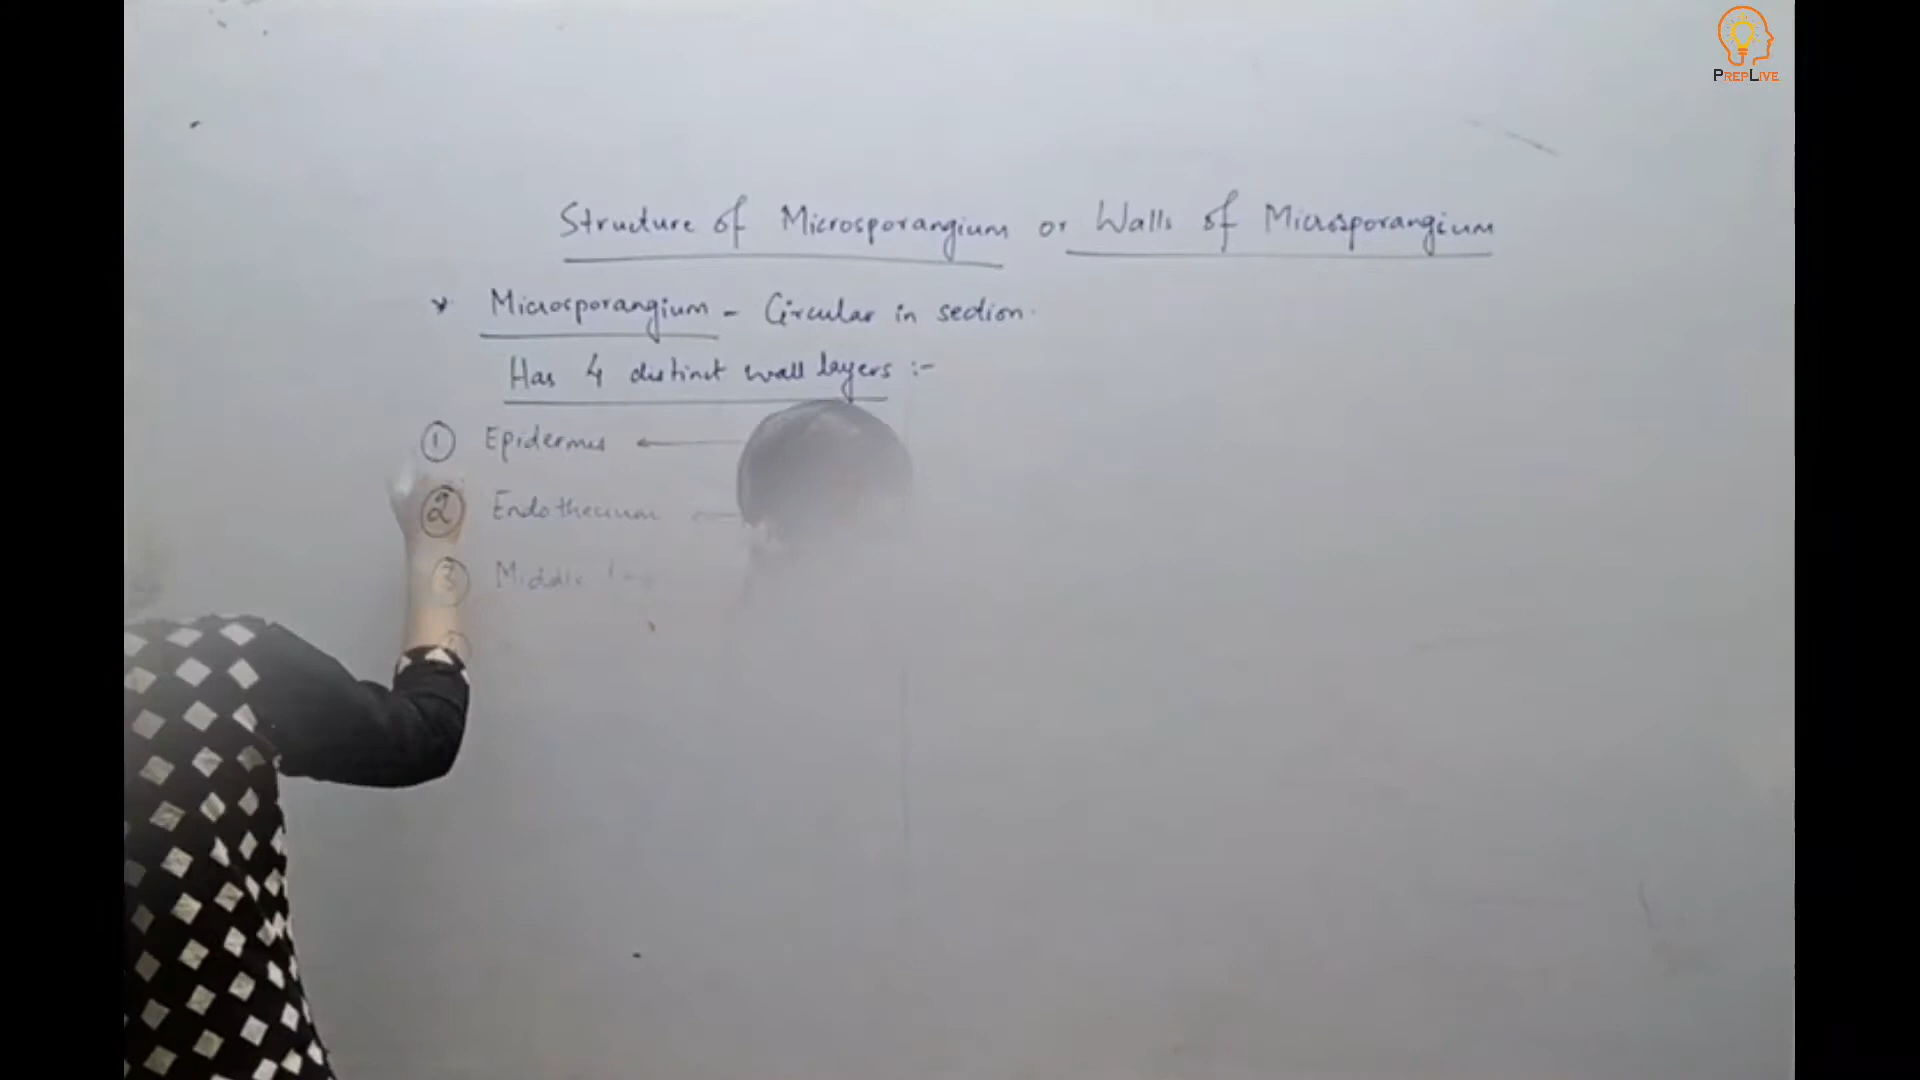 PREPLIVE
Structure of Microsporangium or Walls of Microsporangium
* Microsporangium - Circular in section.
Has 4 distinct wall layers :-
① Epidermis ←
② Endothecium ←
③ Middle